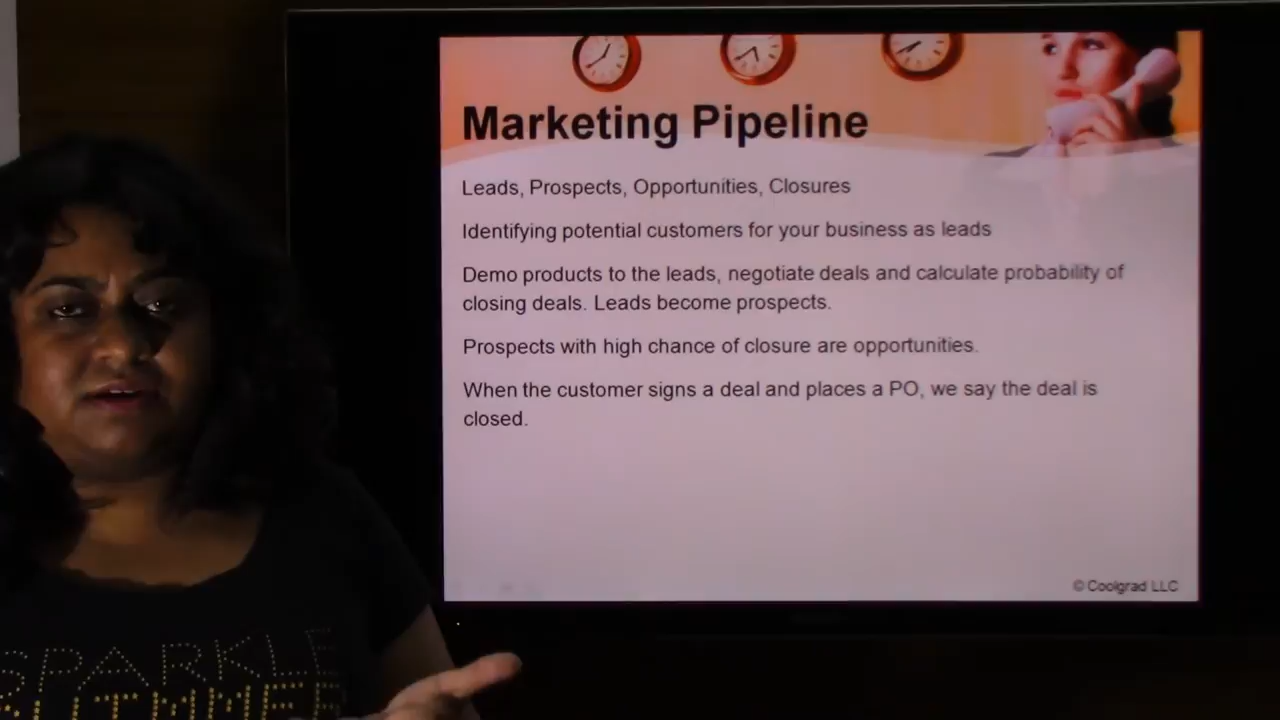 Marketing Pipeline
Leads, Prospects, Opportunities, Closures
Identifying potential customers for your business as leads
Demo products to the leads, negotiate deals and calculate probability of
closing deals. Leads become prospects.
Prospects with high chance of closure are opportunities.
When the customer signs a deal and places a PO, we say the deal is
closed.
© Coolgrad LLC
SPARKLE